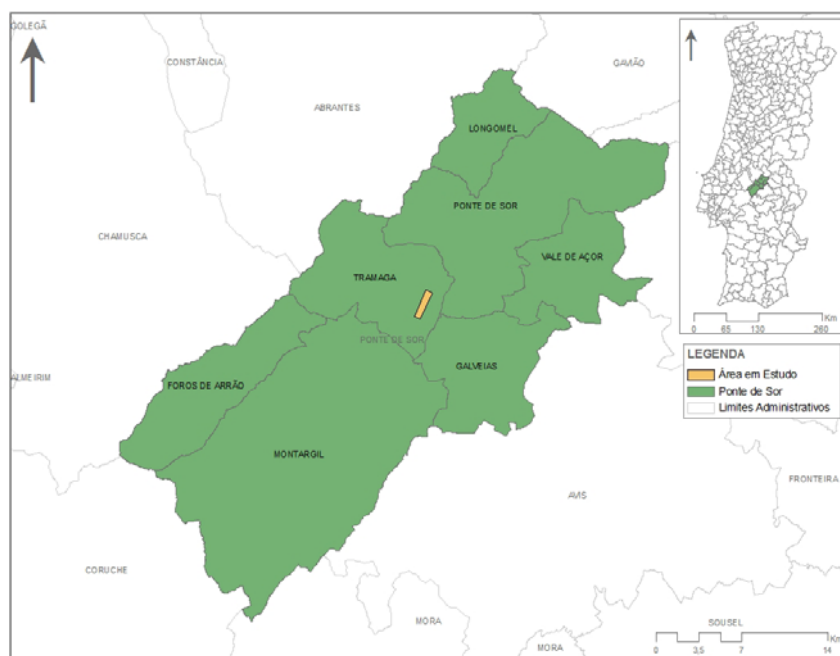 GOLEGÃ
CONSTÂNCIA
GAVIÃO
ABRANTES
LONGOMEL
PONTE DE SOR
CHAMUSCA
VALE DE AÇOR
TRAMAGA
PONTE DE SOR
GALVEIAS
ALMEIRIM
FOROS DE ARRÃO
MONTARGIL
AVIS
FRONTEIRA
CORUCHE
MORA
MORA
SOUSEL
Km
0 65 130 260
LEGENDA
Área em Estudo
Ponte de Sor
Limites Administrativos
Km
0 3,5 7 14